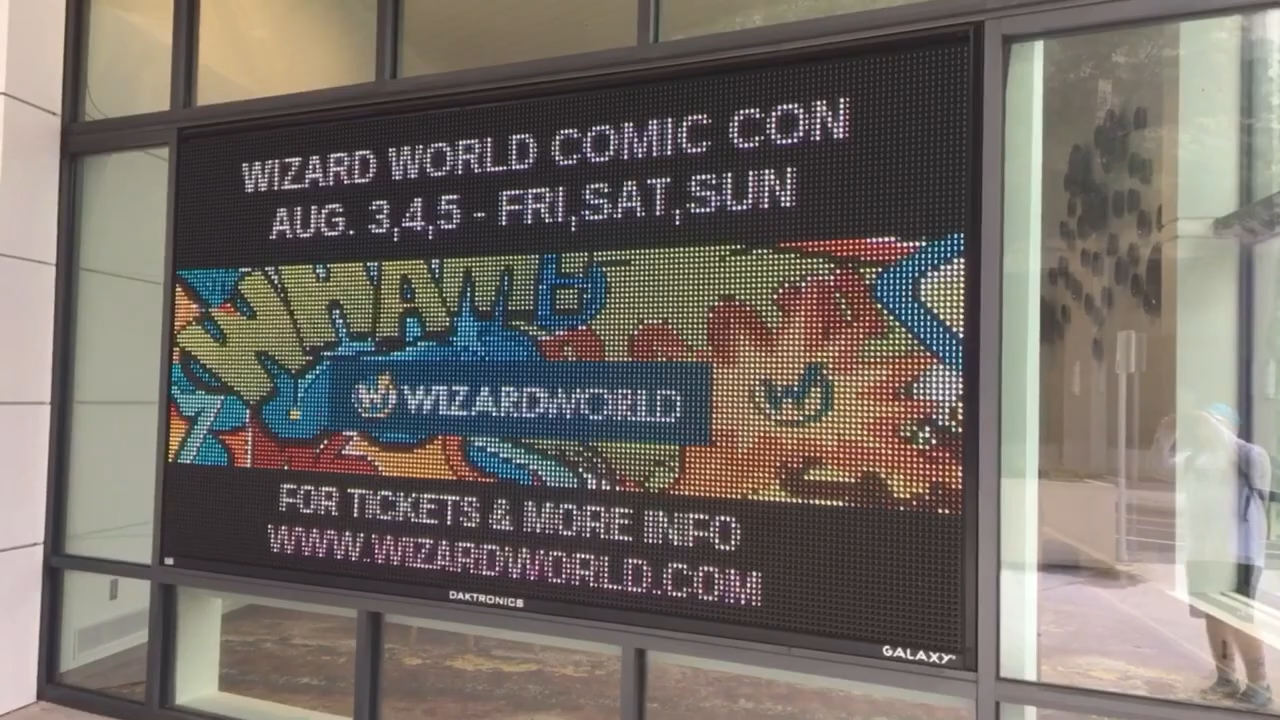 WIZARD WORLD COMIC CON
AUG. 3,4,5 - FRI,SAT,SUN
WHAM
W WIZARDWORLD
FOR TICKETS & MORE INFO
WWW.WIZARDWORLD.COM
DAKTRONICS
GALAXY